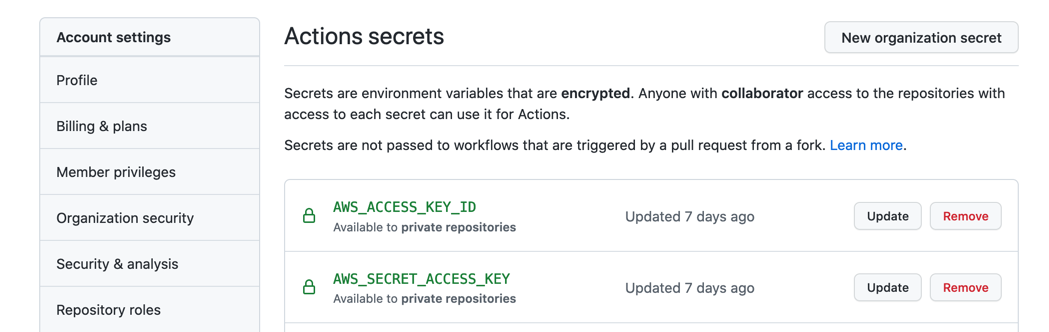 Account settings
Profile
Billing & plans
Member privileges
Organization security
Security & analysis
Repository roles
Actions secrets
New organization secret
Secrets are environment variables that are encrypted. Anyone with collaborator access to the repositories with
access to each secret can use it for Actions.
Secrets are not passed to workflows that are triggered by a pull request from a fork. Learn more.
AWS_ACCESS_KEY_ID
Available to private repositories
Updated 7 days ago
Update
Remove
AWS_SECRET_ACCESS_KEY
Available to private repositories
Updated 7 days ago
Update
Remove